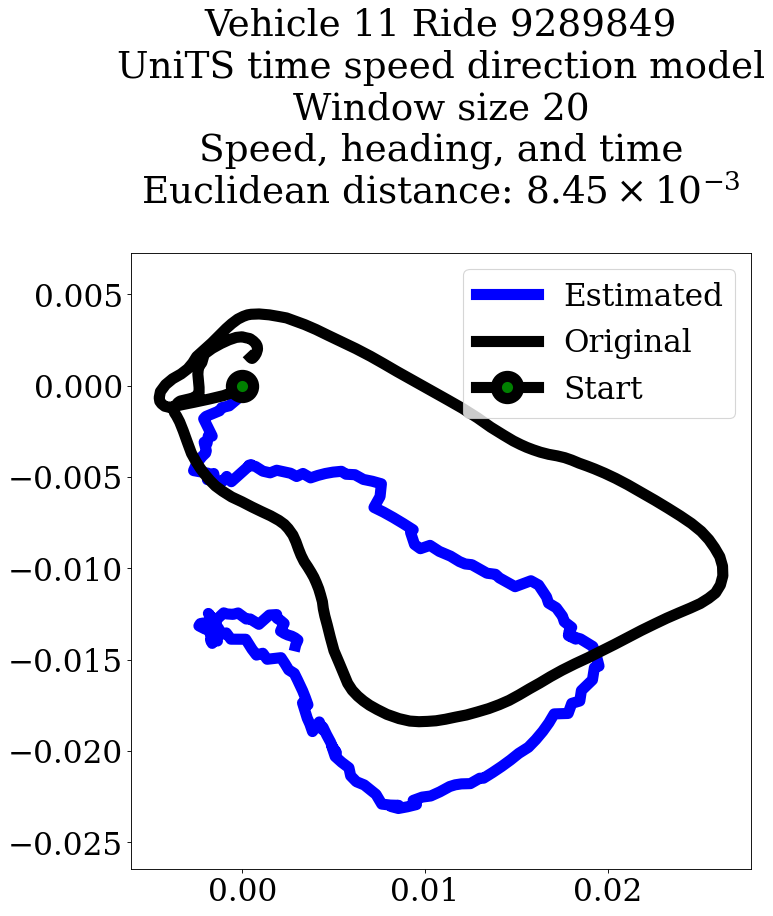 Vehicle 11 Ride 9289849
UniTS time speed direction model
Window size 20
Speed, heading, and time
Euclidean distance: 8.45 × 10⁻³
Estimated
Original
Start
0.005
0.000
−0.005
−0.010
−0.015
−0.020
−0.025
0.00 0.01 0.02